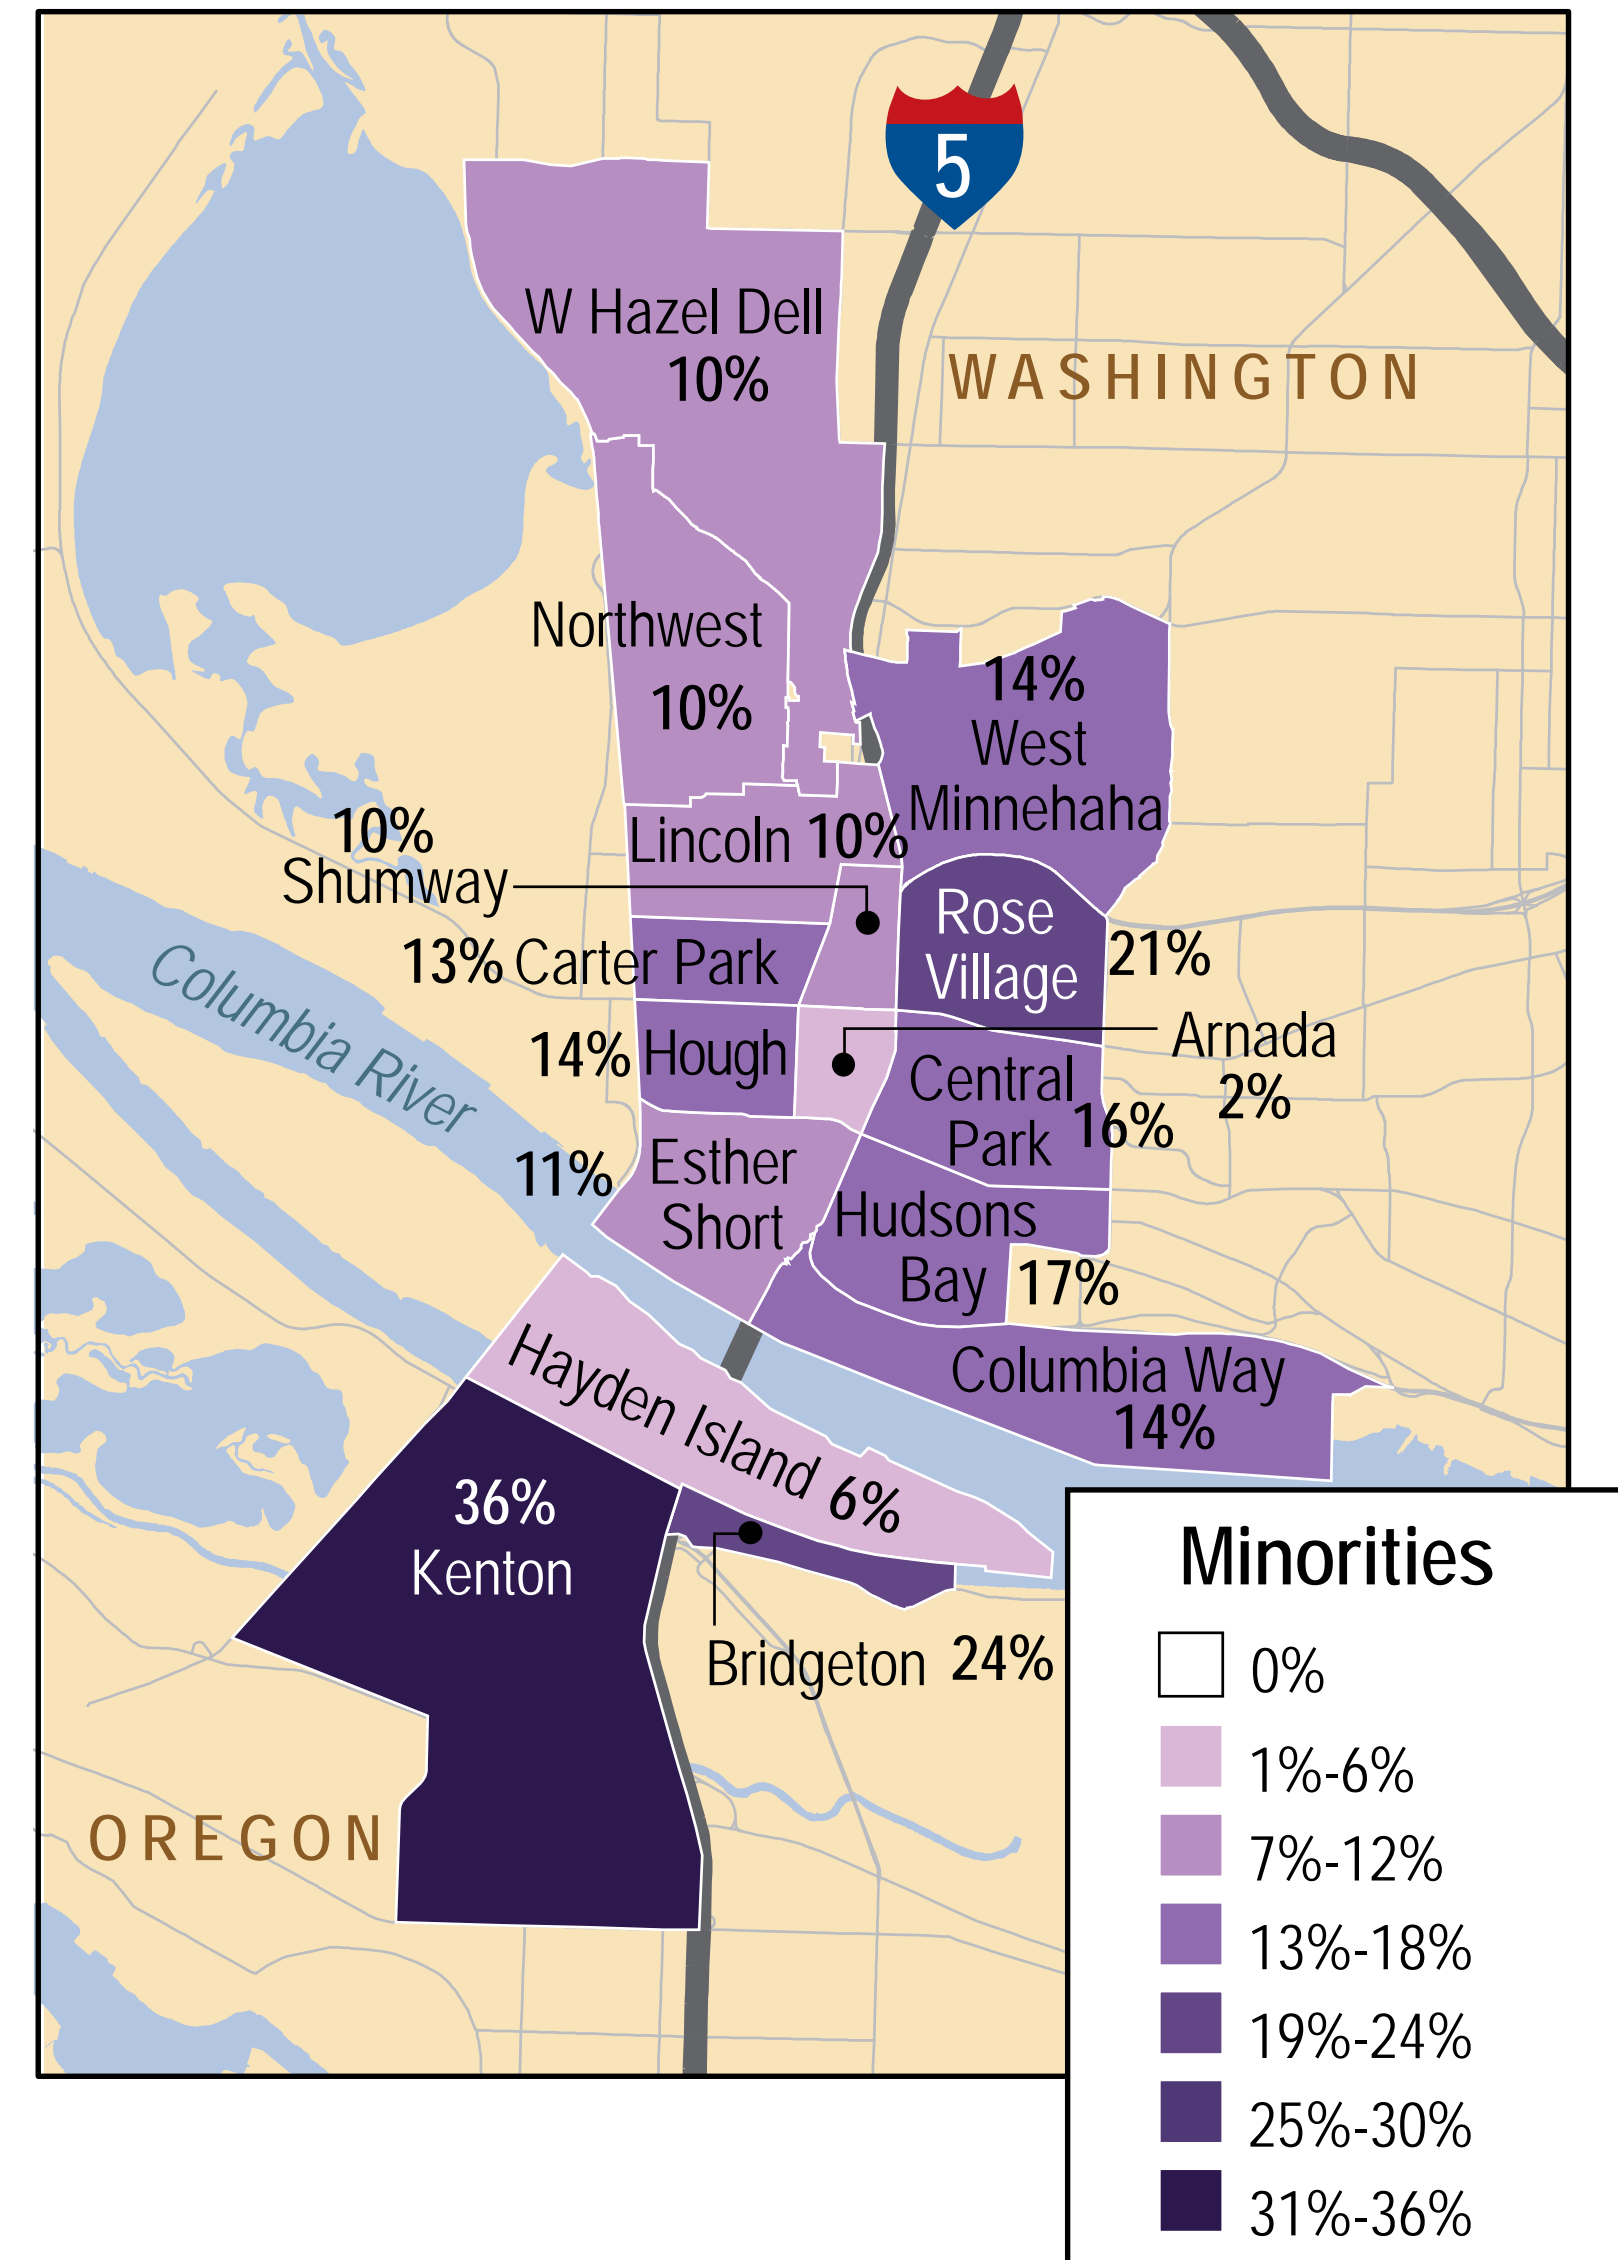 5
W Hazel Dell
10%
WASHINGTON
Northwest
10%
14%
West
Minnehaha
10%
Shumway
Lincoln 10%
Rose
Village
21%
13% Carter Park
Columbia River
14% Hough
Arnada
2%
Central
Park 16%
11%
Esther
Short
Hudsons
Bay 17%
Columbia Way
14%
Hayden Island 6%
36%
Kenton
Bridgeton 24%
OREGON
Minorities
0%
1%-6%
7%-12%
13%-18%
19%-24%
25%-30%
31%-36%